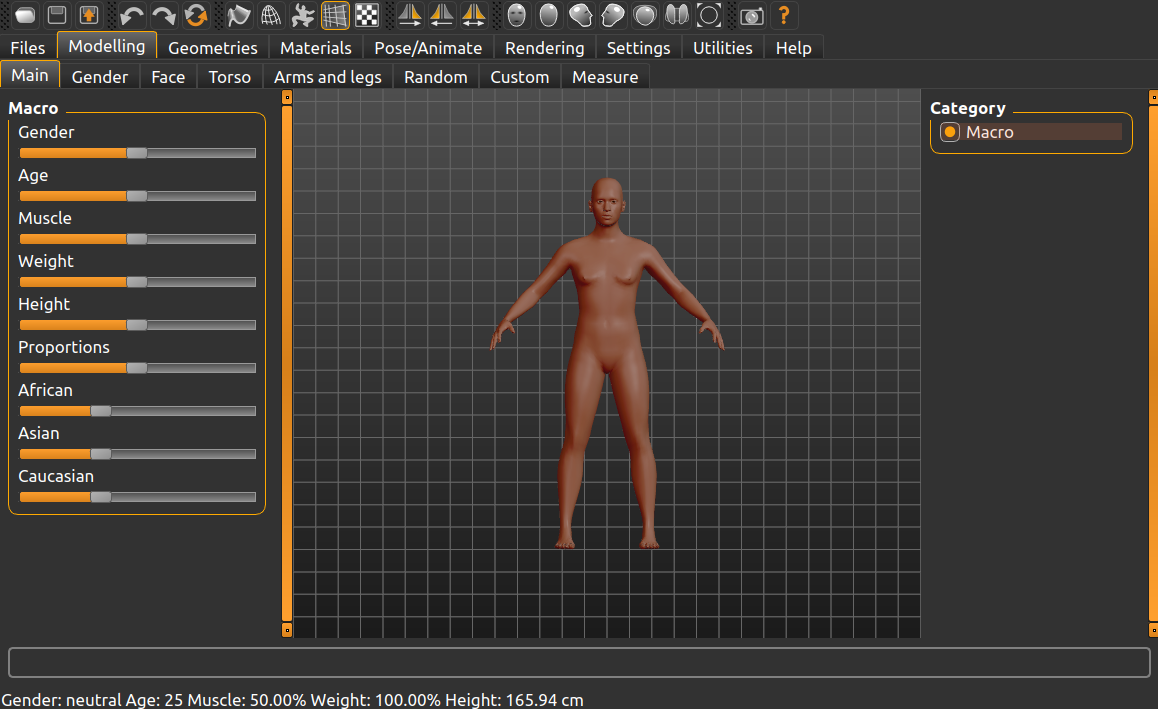 Files Modelling Geometries Materials Pose/Animate Rendering Settings Utilities Help
Main Gender Face Torso Arms and legs Random Custom Measure
Macro
Gender
Age
Muscle
Weight
Height
Proportions
African
Asian
Caucasian
Category
Macro
Gender: neutral Age: 25 Muscle: 50.00% Weight: 100.00% Height: 165.94 cm